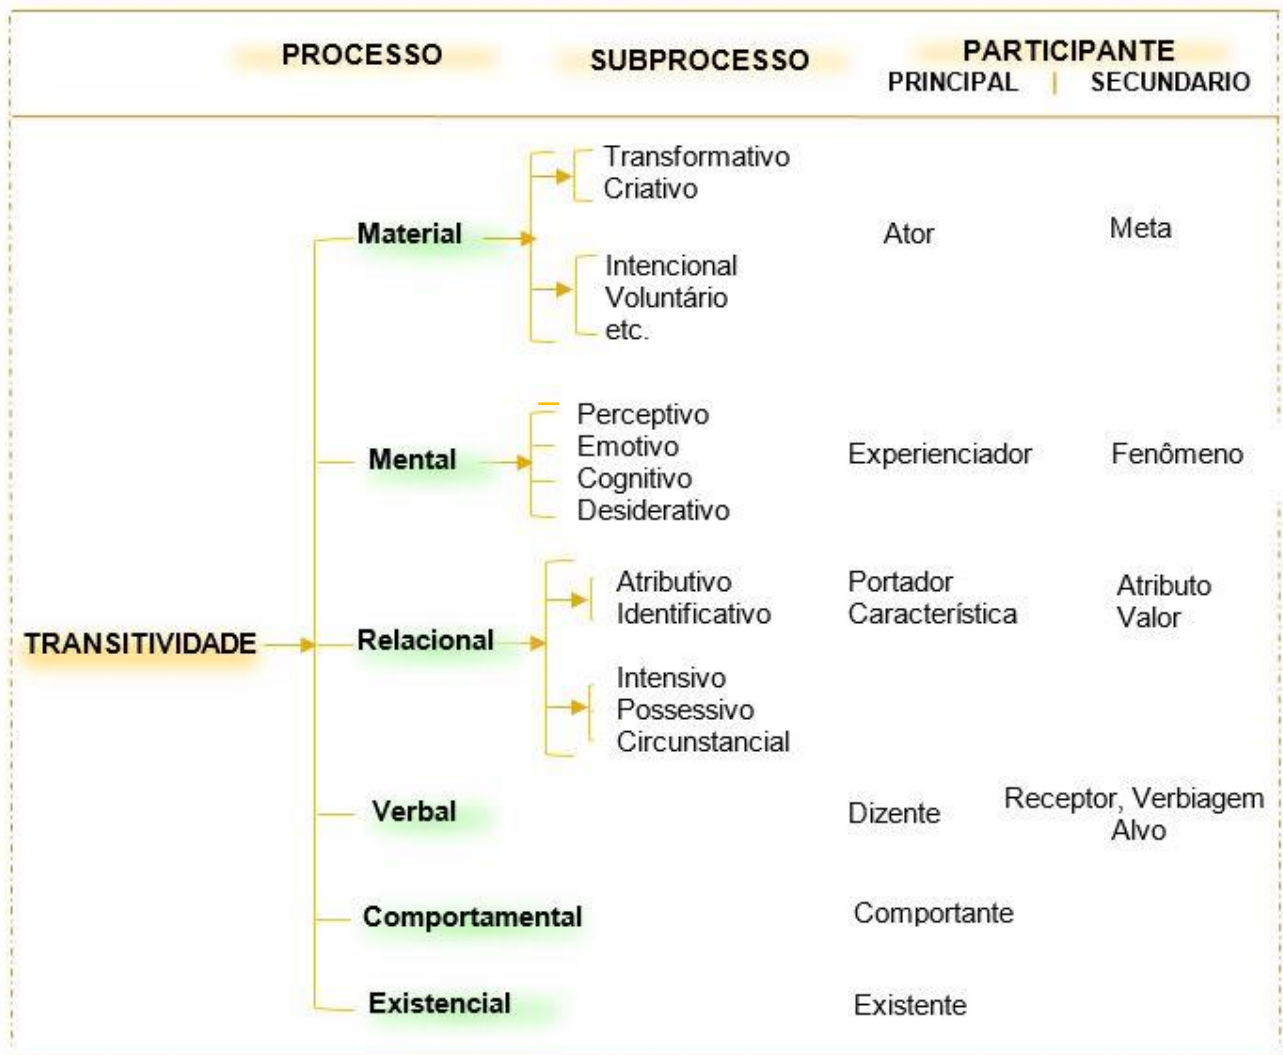 PROCESSO SUBPROCESSO PARTICIPANTE
PRINCIPAL | SECUNDARIO
Transformativo
Criativo
Material Ator Meta
Intencional
Voluntário
etc.
Perceptivo
Emotivo
Mental Experienciador Fenômeno
Cognitivo
Desiderativo
Atributivo Portador Atributo
Identificativo Característica Valor
TRANSITIVIDADE Relacional
Intensivo
Possessivo
Circunstancial
Verbal Dizente Receptor, Verbiagem
Alvo
Comportamental Comportante
Existencial Existente